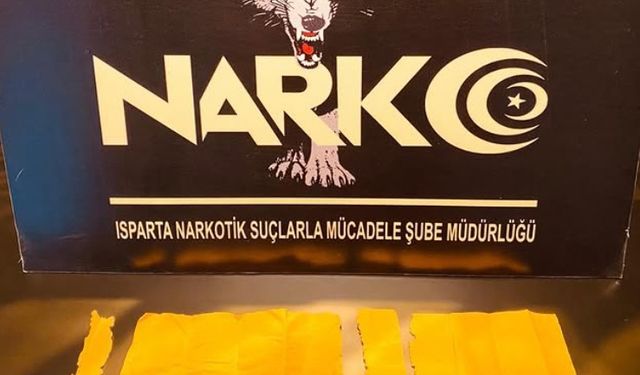 NARKO
ISPARTA NARKOTİK SUÇLARLA MÜCADELE ŞUBE MÜDÜRLÜĞÜ